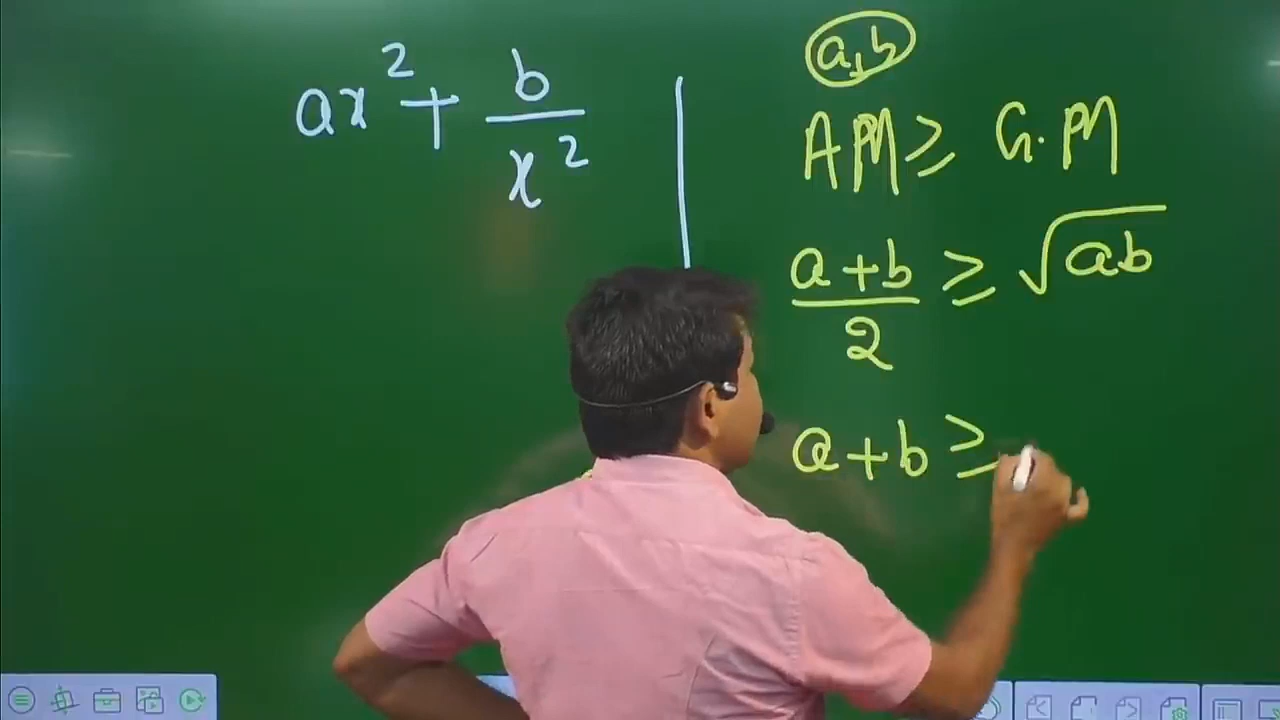 ax² + b/x²
a,b
AM ≥ G.M
a+b/2 ≥ √ab
a+b ≥